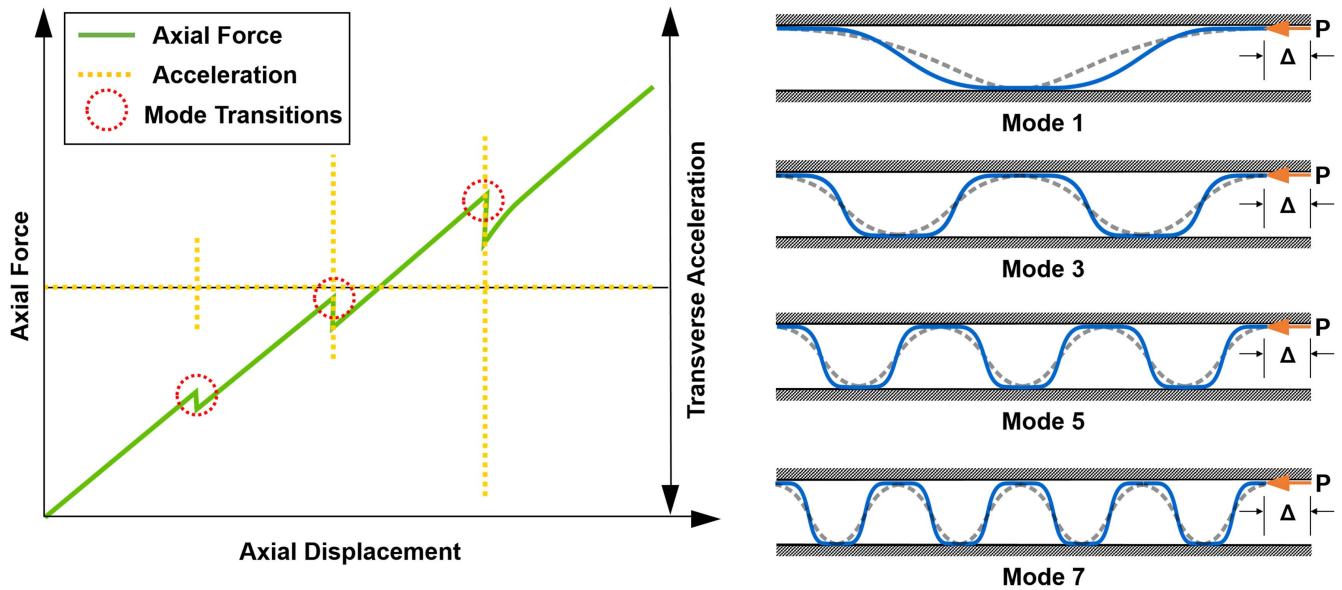 Axial Force
Acceleration
Mode Transitions
Axial Force
Transverse Acceleration
Axial Displacement
P
Δ
Mode 1
P
Δ
Mode 3
P
Δ
Mode 5
P
Δ
Mode 7